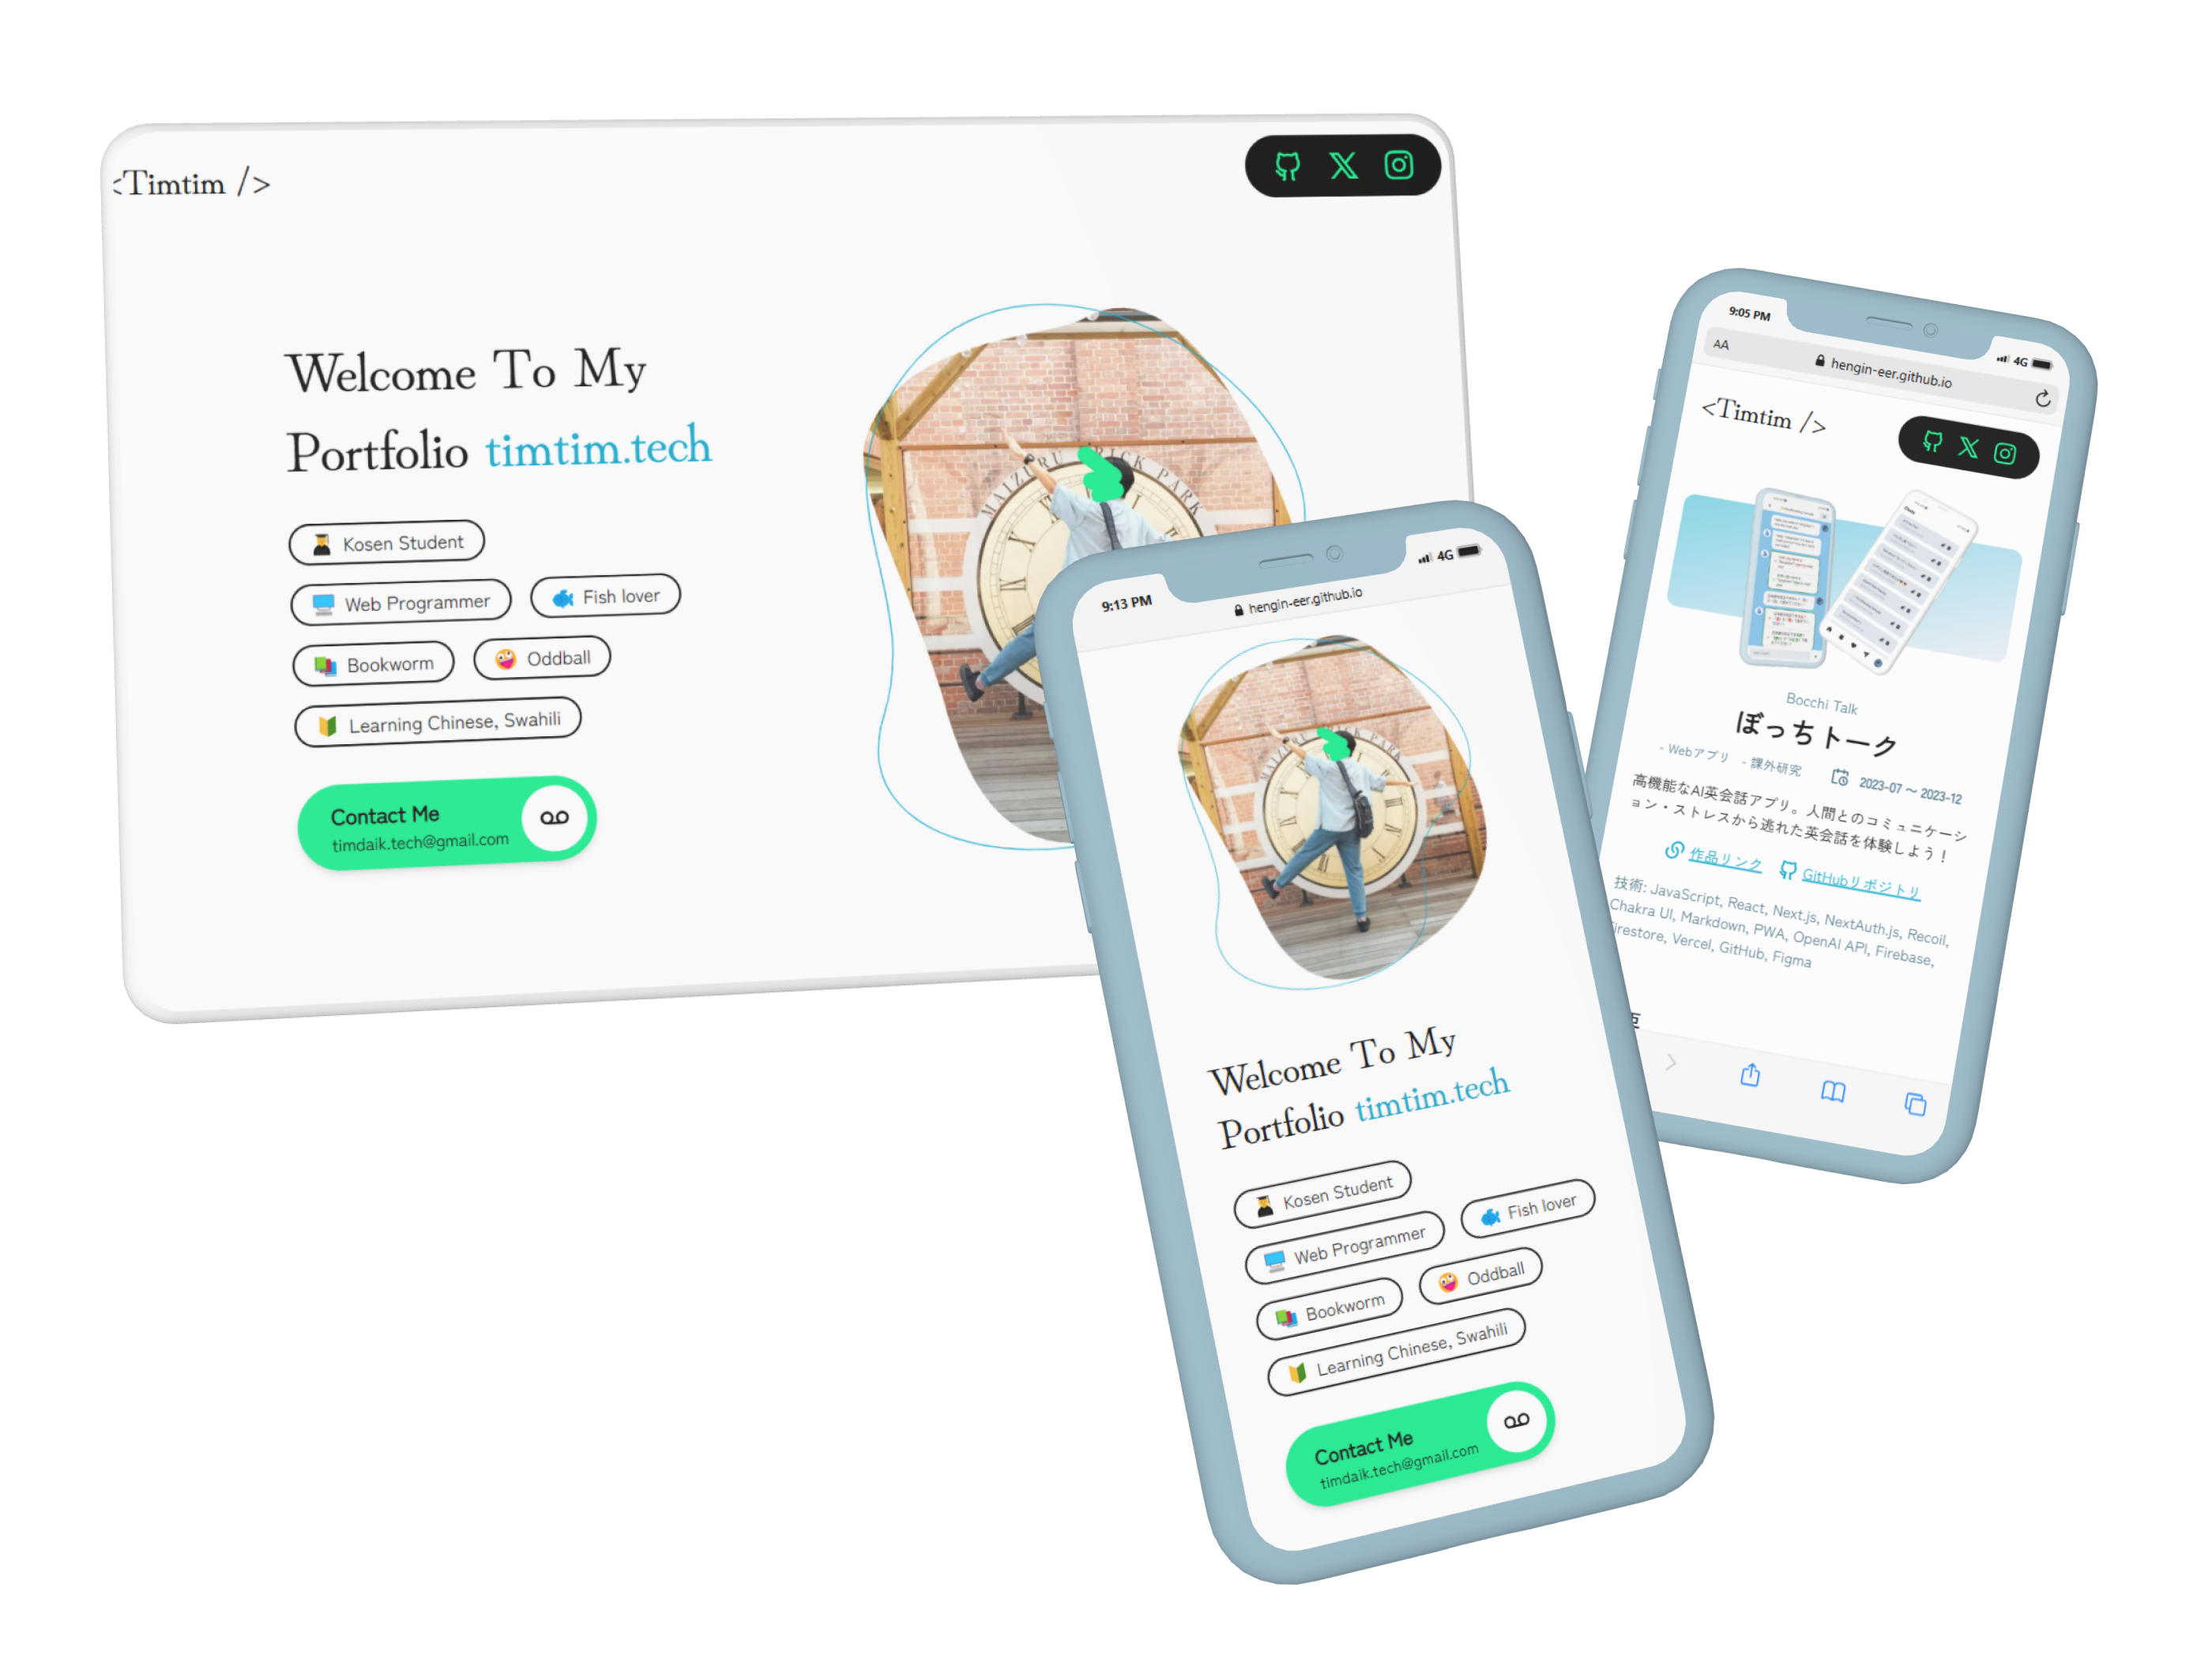 <Timtim />
Welcome To My
Portfolio timtim.tech
Kosen Student
Web Programmer
Fish lover
Bookworm
Oddball
Learning Chinese, Swahili
Contact Me
timdaik.tech@gmail.com
MAIZURU BRICK PARK
9:13 PM
4G
hengin-eer.github.io
Welcome To My
Portfolio timtim.tech
Kosen Student
Web Programmer
Fish lover
Bookworm
Oddball
Learning Chinese, Swahili
Contact Me
timdaik.tech@gmail.com
9:05 PM
4G
AA
hengin-eer.github.io
<Timtim />
Bocchi Talk
ぼっちトーク
- Webアプリ - 課外研究 2023-07 〜 2023-12
高機能なAI英会話アプリ。人間とのコミュニケーシ
ョン・ストレスから逃れた英会話を体験しよう！
作品リンク GitHubリポジトリ
技術: JavaScript, React, Next.js, NextAuth.js, Recoil,
Chakra UI, Markdown, PWA, OpenAI API, Firebase,
irestore, Vercel, GitHub, Figma